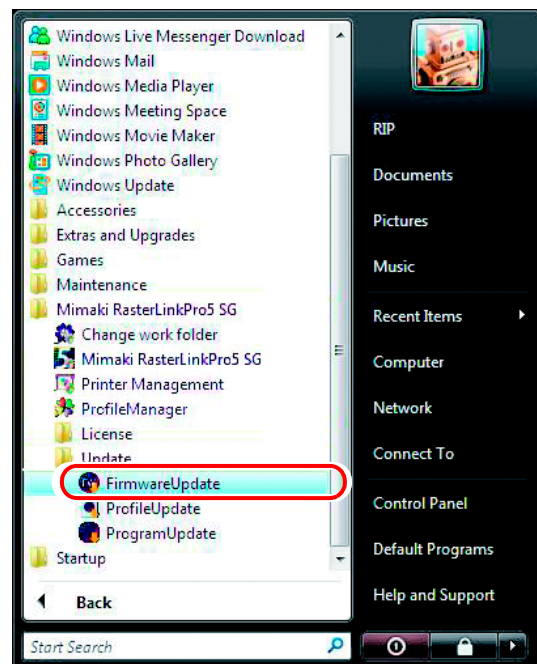 Windows Live Messenger Download
Windows Mail
Windows Media Player
Windows Meeting Space
Windows Movie Maker
Windows Photo Gallery
Windows Update
Accessories
Extras and Upgrades
Games
Maintenance
Mimaki RasterLinkPro5 SG
Change work folder
Mimaki RasterLinkPro5 SG
Printer Management
ProfileManager
License
Update
FirmwareUpdate
ProfileUpdate
ProgramUpdate
Startup
Back
Start Search
RIP
Documents
Pictures
Music
Recent Items
Computer
Network
Connect To
Control Panel
Default Programs
Help and Support